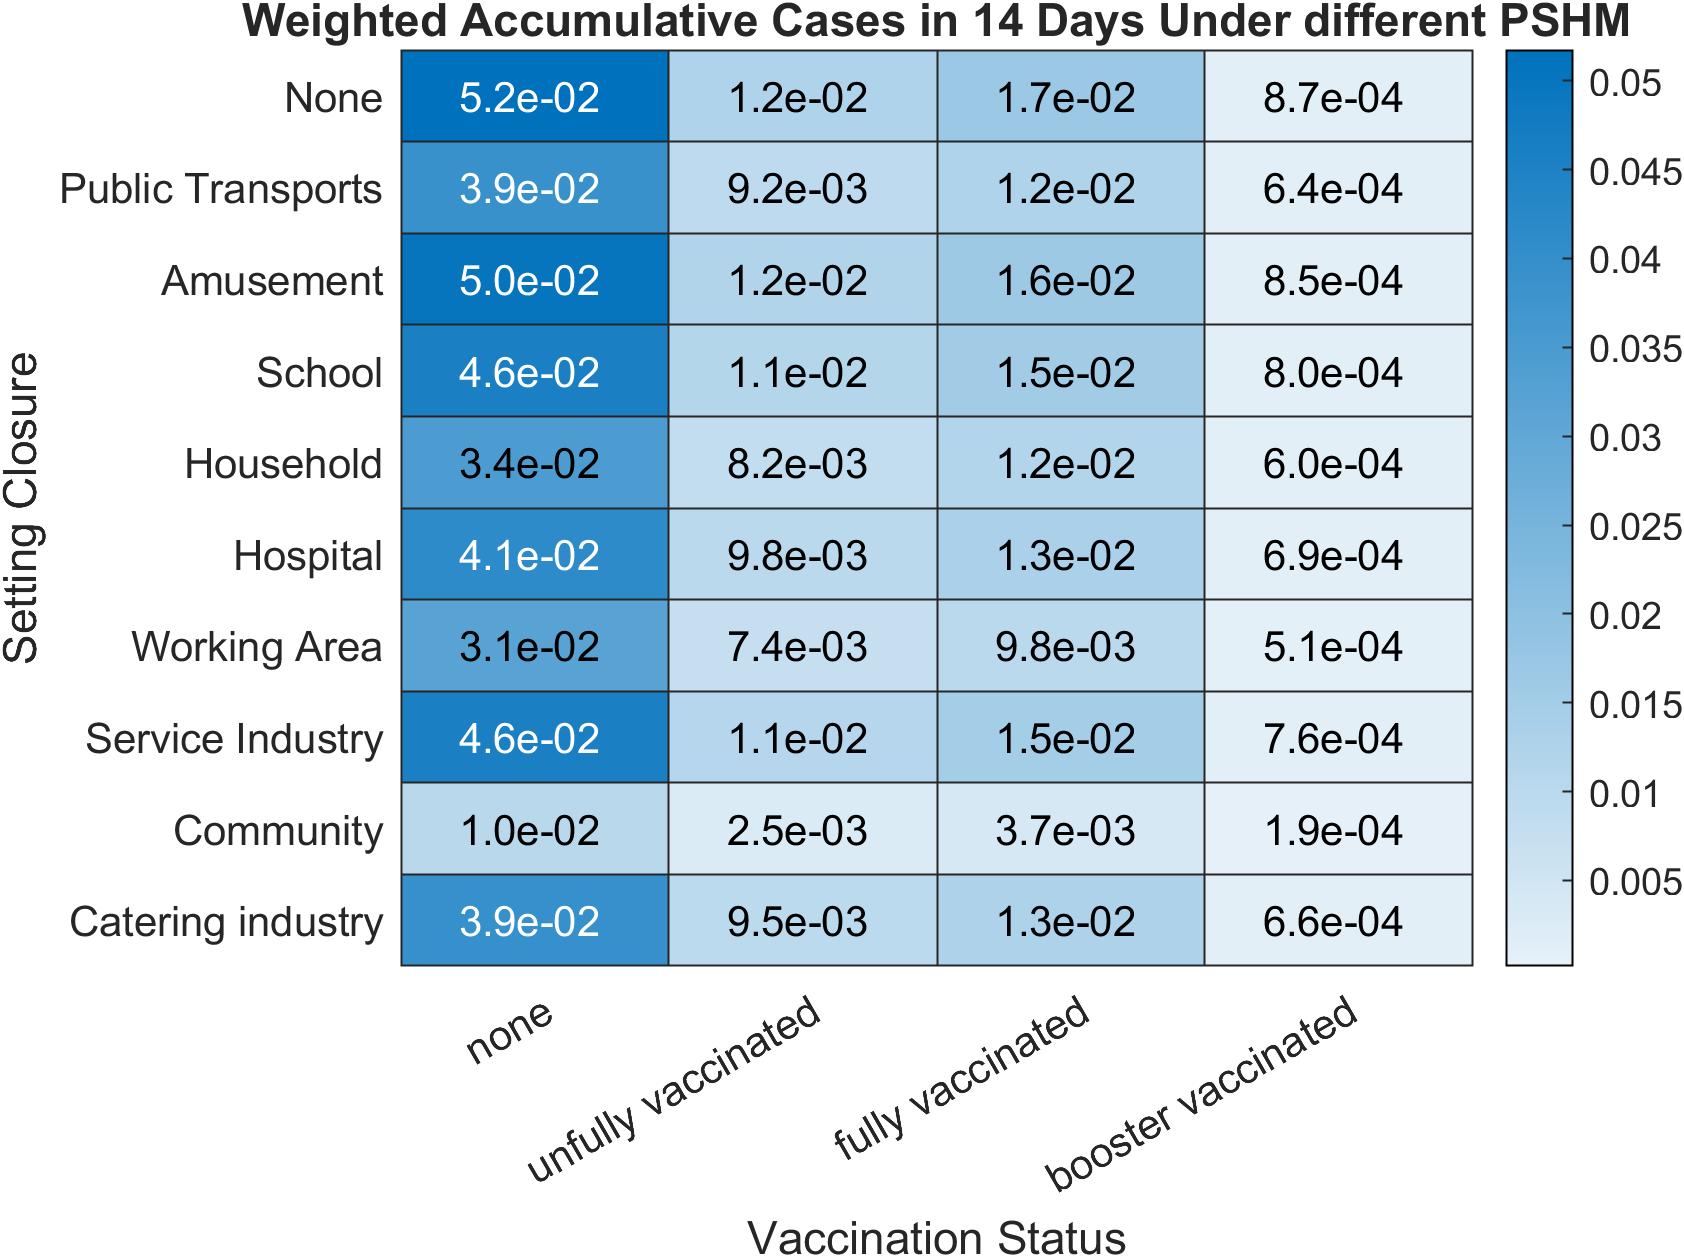 Weighted Accumulative Cases in 14 Days Under different PSHM
None 5.2e-02 1.2e-02 1.7e-02 8.7e-04
Public Transports 3.9e-02 9.2e-03 1.2e-02 6.4e-04
Amusement 5.0e-02 1.2e-02 1.6e-02 8.5e-04
School 4.6e-02 1.1e-02 1.5e-02 8.0e-04
Household 3.4e-02 8.2e-03 1.2e-02 6.0e-04
Hospital 4.1e-02 9.8e-03 1.3e-02 6.9e-04
Working Area 3.1e-02 7.4e-03 9.8e-03 5.1e-04
Service Industry 4.6e-02 1.1e-02 1.5e-02 7.6e-04
Community 1.0e-02 2.5e-03 3.7e-03 1.9e-04
Catering industry 3.9e-02 9.5e-03 1.3e-02 6.6e-04
Setting Closure
none
unfully vaccinated
fully vaccinated
booster vaccinated
Vaccination Status
0.05
0.045
0.04
0.035
0.03
0.025
0.02
0.015
0.01
0.005